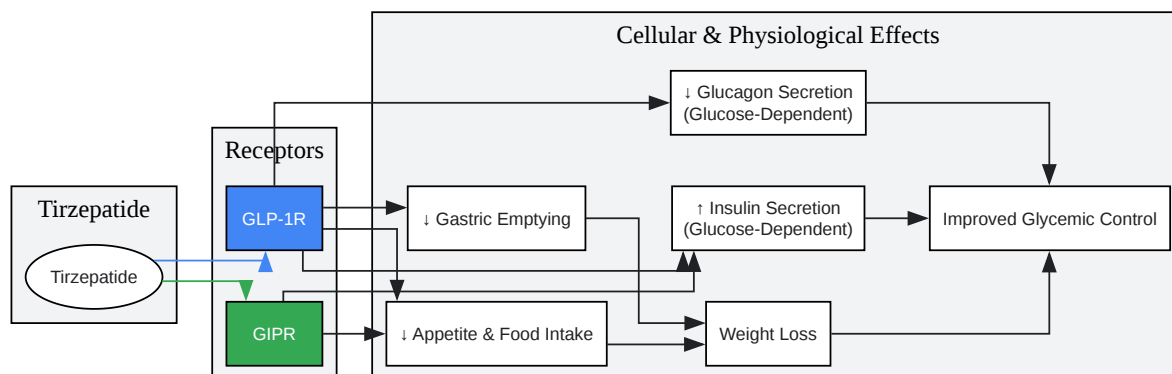 Cellular & Physiological Effects
↓ Glucagon Secretion
(Glucose-Dependent)
Receptors
Tirzepatide
GLP-1R
↓ Gastric Emptying
↑ Insulin Secretion
(Glucose-Dependent)
Improved Glycemic Control
Tirzepatide
GIPR
↓ Appetite & Food Intake
Weight Loss